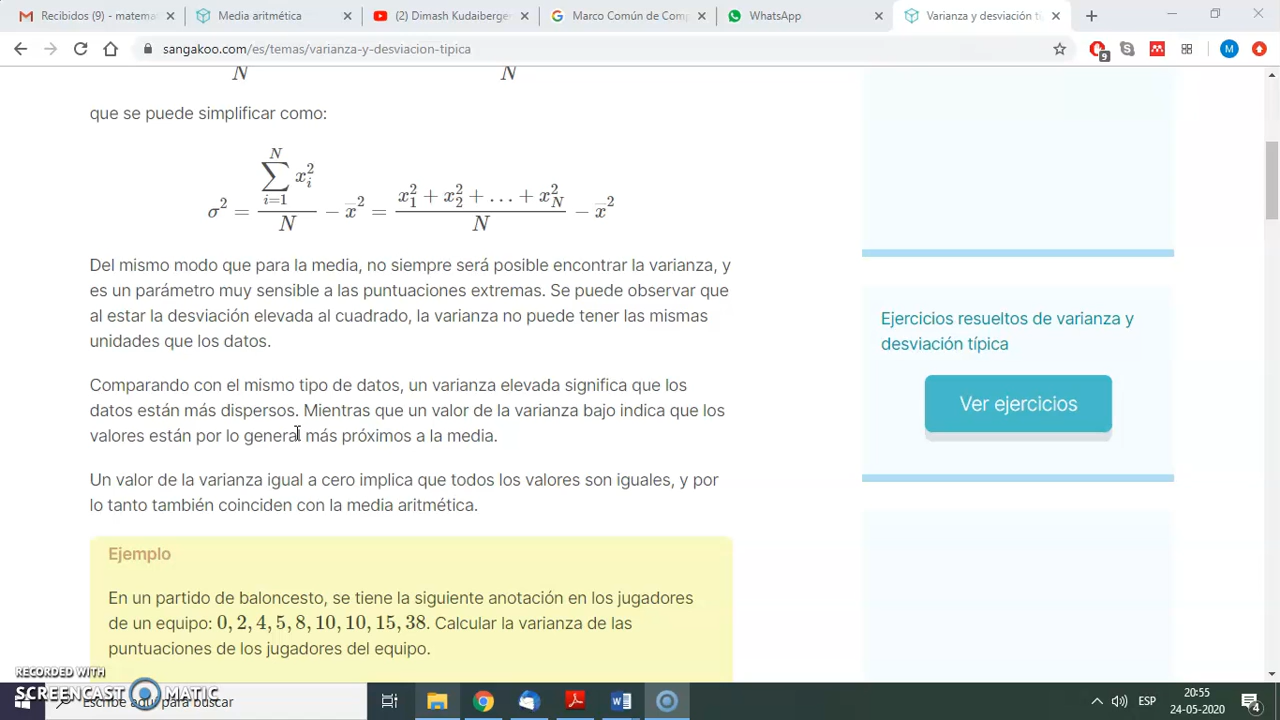 Recibidos (9) - matema
Media aritmética
(2) Dimash Kudaiberge
Marco Común de Comp
WhatsApp
Varianza y desviación tí
sangakoo.com/es/temas/varianza-y-desviacion-tipica
9
M
N N
que se puede simplificar como:
σ² = ∑_{i=1}^{N} x_i² / N − x̄² = x₁² + x₂² + … + x_N² / N − x̄²
Del mismo modo que para la media, no siempre será posible encontrar la varianza, y
es un parámetro muy sensible a las puntuaciones extremas. Se puede observar que
al estar la desviación elevada al cuadrado, la varianza no puede tener las mismas
unidades que los datos.
Comparando con el mismo tipo de datos, un varianza elevada significa que los
datos están más dispersos. Mientras que un valor de la varianza bajo indica que los
valores están por lo general más próximos a la media.
Un valor de la varianza igual a cero implica que todos los valores son iguales, y por
lo tanto también coinciden con la media aritmética.
Ejemplo
En un partido de baloncesto, se tiene la siguiente anotación en los jugadores
de un equipo: 0, 2, 4, 5, 8, 10, 10, 15, 38. Calcular la varianza de las
puntuaciones de los jugadores del equipo.
Ejercicios resueltos de varianza y
desviación típica
Ver ejercicios
RECORDED WITH
SCREENCAST MATIC
Escribe aquí para buscar
ESP
20:55
24-05-2020
4